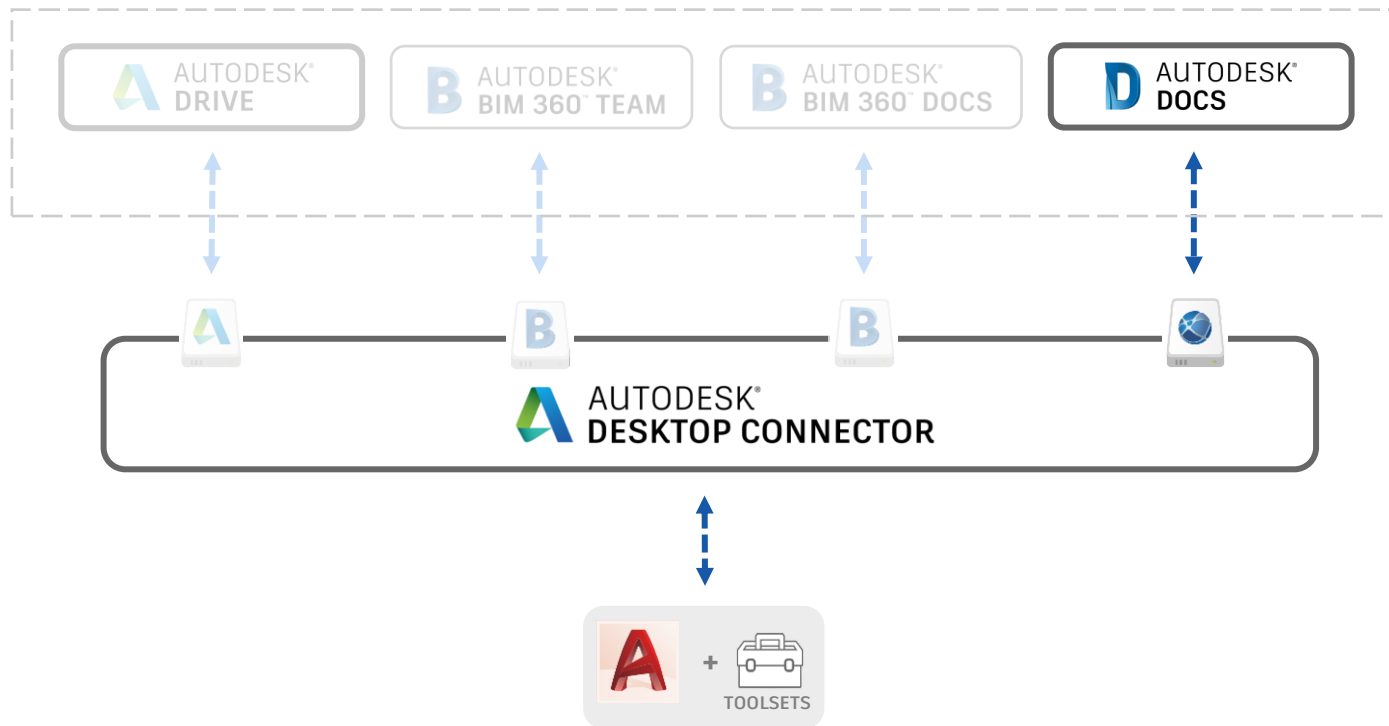 AUTODESK®
DRIVE
AUTODESK®
BIM 360™ TEAM
AUTODESK®
BIM 360™ DOCS
AUTODESK®
DOCS
AUTODESK®
DESKTOP CONNECTOR
+
TOOLSETS